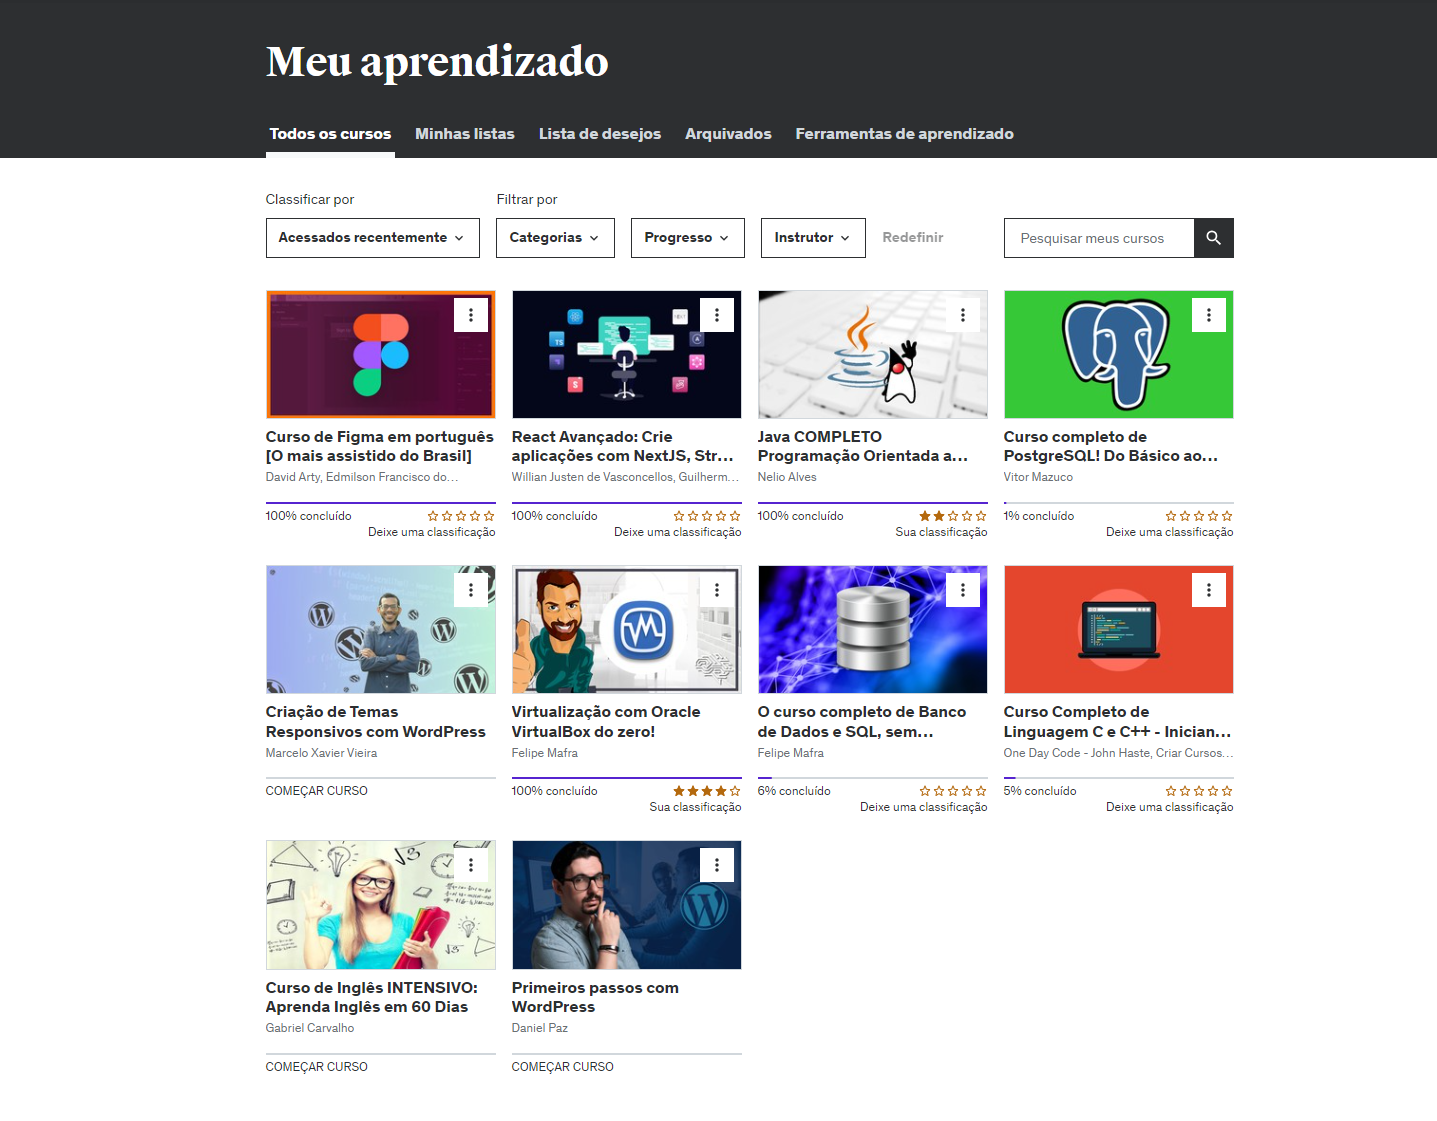 Meu aprendizado
Todos os cursos
Minhas listas
Lista de desejos
Arquivados
Ferramentas de aprendizado
Classificar por
Filtrar por
Acessados recentemente
Categorias
Progresso
Instrutor
Redefinir
Pesquisar meus cursos
Curso de Figma em português
[O mais assistido do Brasil]
David Arty, Edmilson Francisco do…
100% concluído
Deixe uma classificação
React Avançado: Crie
aplicações com NextJS, Str…
Willian Justen de Vasconcellos, Guilherm…
100% concluído
Deixe uma classificação
Java COMPLETO
Programação Orientada a…
Nelio Alves
100% concluído
Sua classificação
Curso completo de
PostgreSQL! Do Básico ao…
Vitor Mazuco
1% concluído
Deixe uma classificação
Criação de Temas
Responsivos com WordPress
Marcelo Xavier Vieira
COMEÇAR CURSO
Virtualização com Oracle
VirtualBox do zero!
Felipe Mafra
100% concluído
Sua classificação
O curso completo de Banco
de Dados e SQL, sem…
Felipe Mafra
6% concluído
Deixe uma classificação
Curso Completo de
Linguagem C e C++ - Inician…
One Day Code - John Haste, Criar Cursos…
5% concluído
Deixe uma classificação
Curso de Inglês INTENSIVO:
Aprenda Inglês em 60 Dias
Gabriel Carvalho
COMEÇAR CURSO
Primeiros passos com
WordPress
Daniel Paz
COMEÇAR CURSO